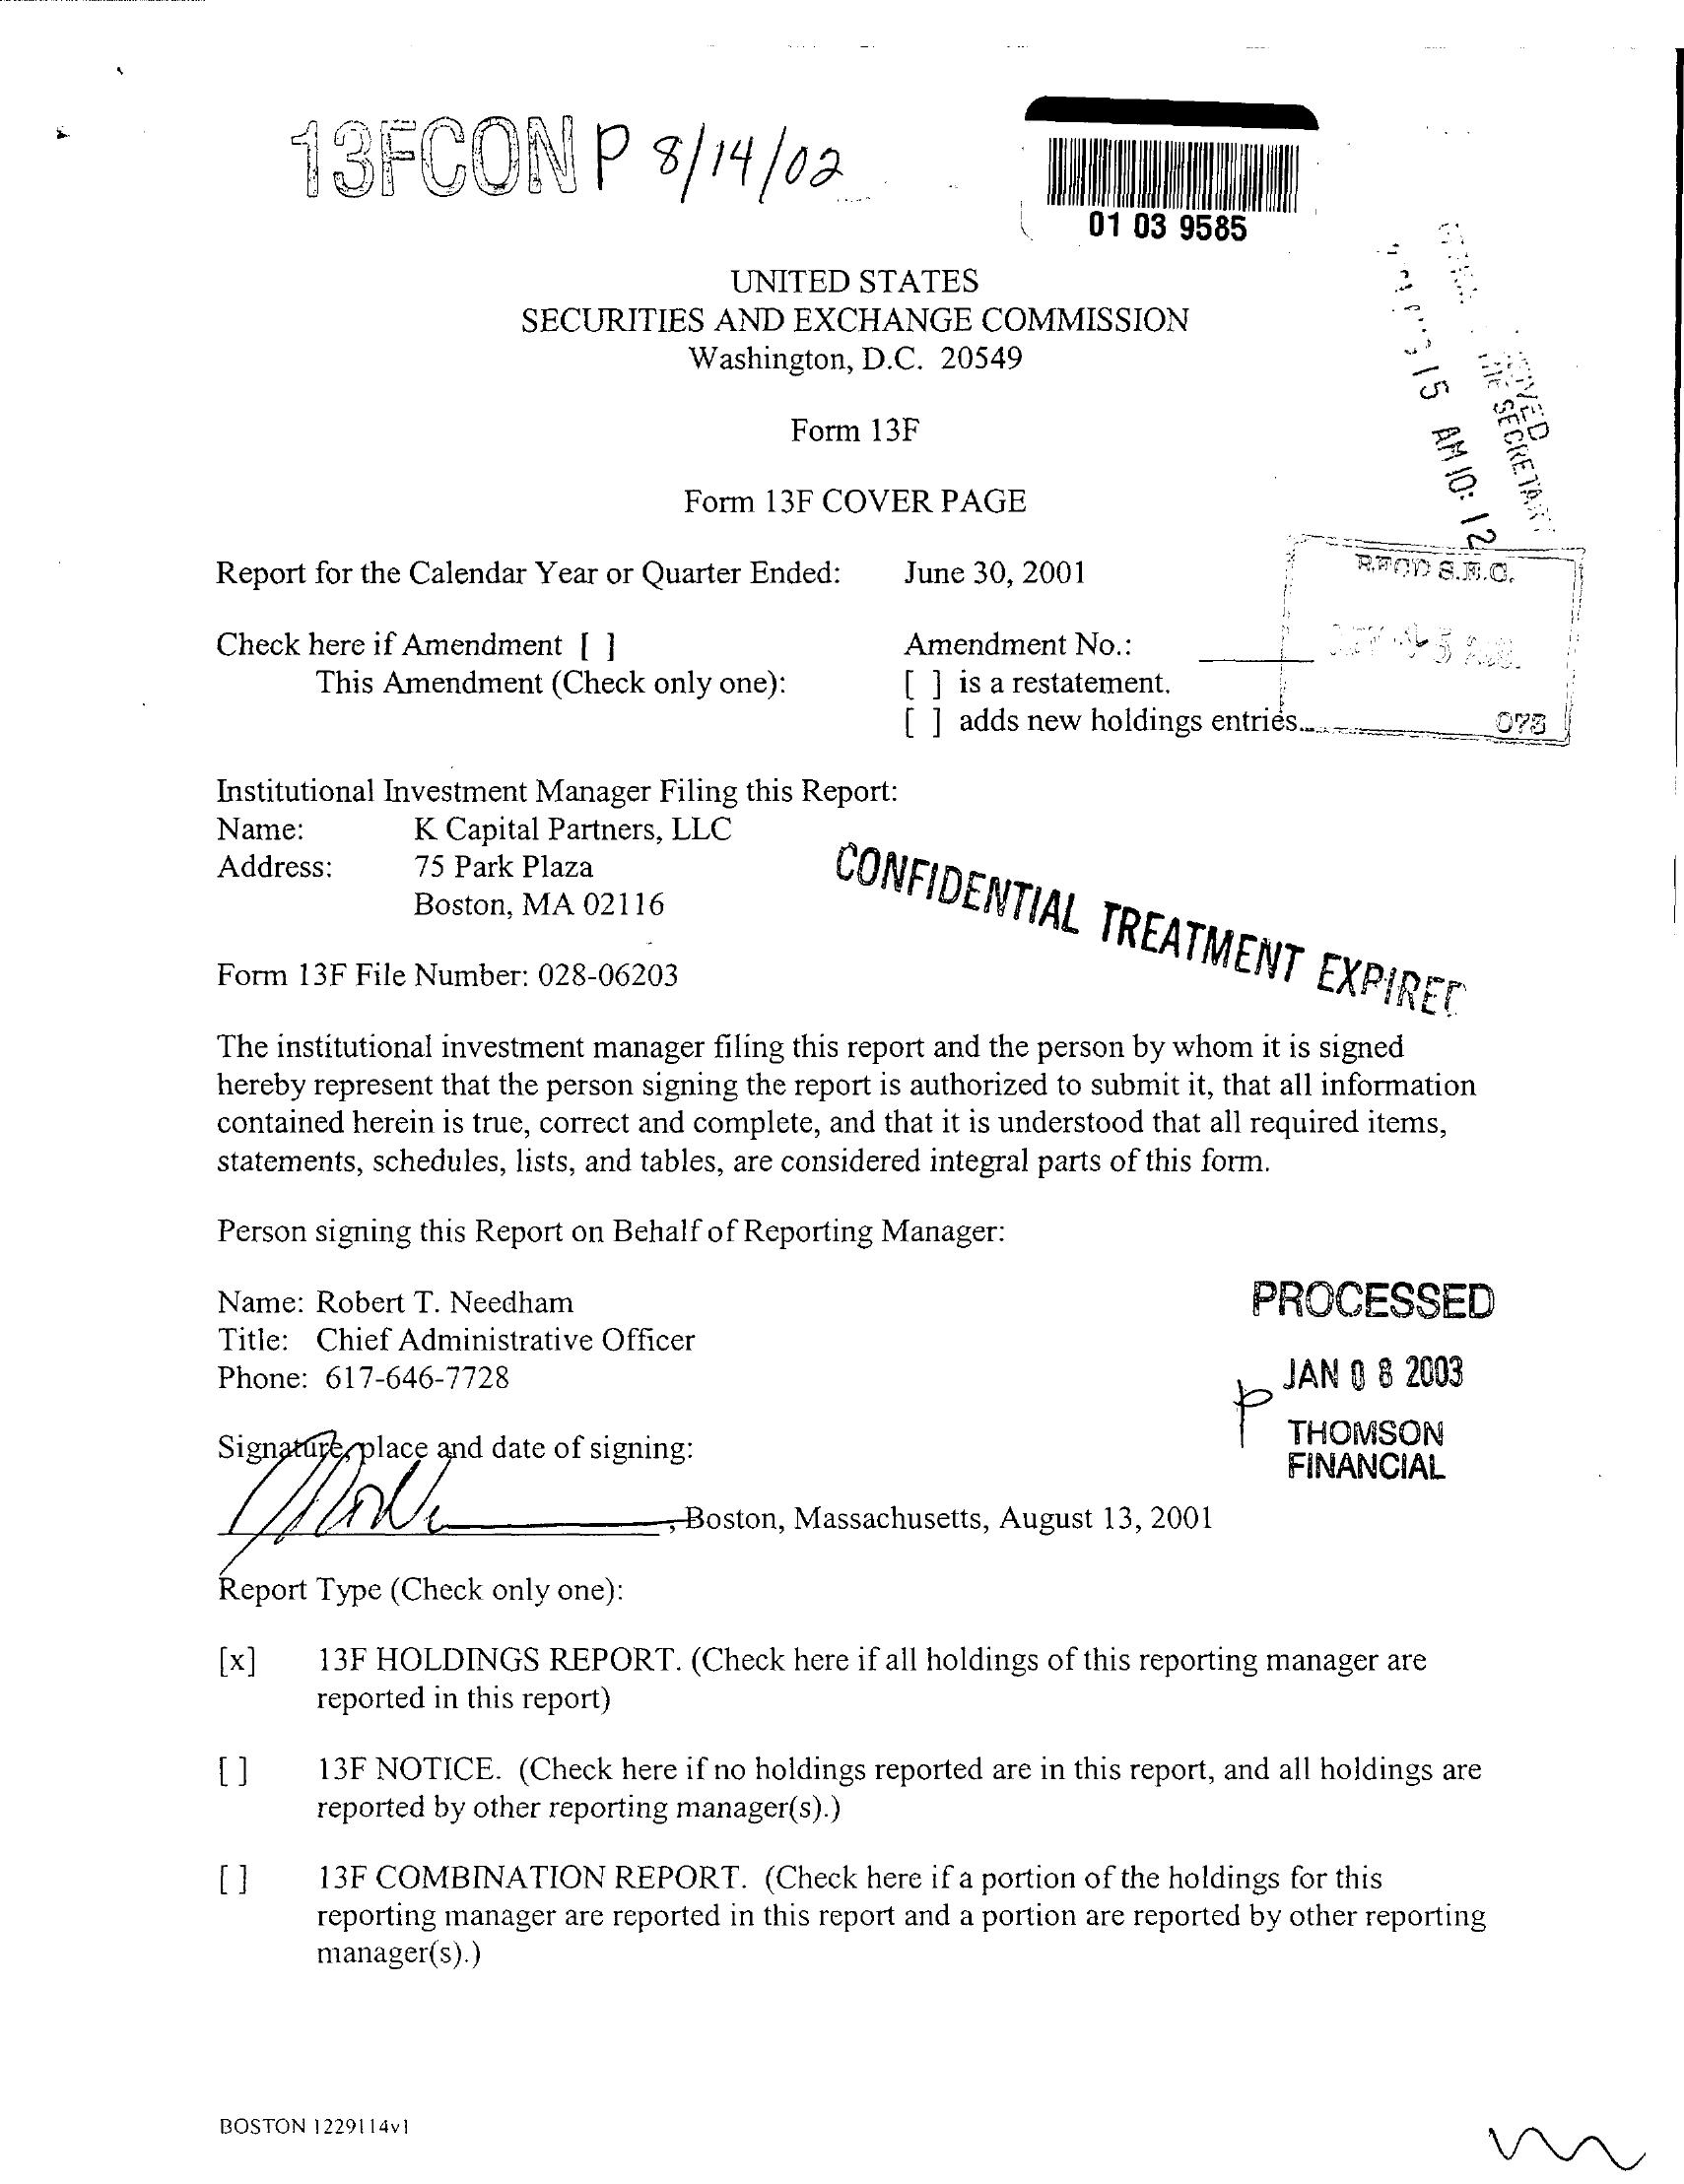 13FCONP 8/14/02
01 03 9585
UNITED STATES
SECURITIES AND EXCHANGE COMMISSION
Washington, D.C. 20549
Form 13F
Form 13F COVER PAGE
15 AM 10: 12
SECRETARY
Report for the Calendar Year or Quarter Ended: June 30, 2001
S.E.C.
Check here if Amendment [ ] Amendment No.:
This Amendment (Check only one): [ ] is a restatement.
[ ] adds new holdings entries.
073
Institutional Investment Manager Filing this Report:
Name: K Capital Partners, LLC
Address: 75 Park Plaza
Boston, MA 02116
CONFIDENTIAL TREATMENT EXPIRED
Form 13F File Number: 028-06203
The institutional investment manager filing this report and the person by whom it is signed
hereby represent that the person signing the report is authorized to submit it, that all information
contained herein is true, correct and complete, and that it is understood that all required items,
statements, schedules, lists, and tables, are considered integral parts of this form.
Person signing this Report on Behalf of Reporting Manager:
Name: Robert T. Needham
Title: Chief Administrative Officer
Phone: 617-646-7728
PROCESSED
JAN 08 2003
THOMSON
FINANCIAL
Signature, place and date of signing:
, Boston, Massachusetts, August 13, 2001
Report Type (Check only one):
[x] 13F HOLDINGS REPORT. (Check here if all holdings of this reporting manager are
reported in this report)
[ ] 13F NOTICE. (Check here if no holdings reported are in this report, and all holdings are
reported by other reporting manager(s).)
[ ] 13F COMBINATION REPORT. (Check here if a portion of the holdings for this
reporting manager are reported in this report and a portion are reported by other reporting
manager(s).)
BOSTON 1229114v1